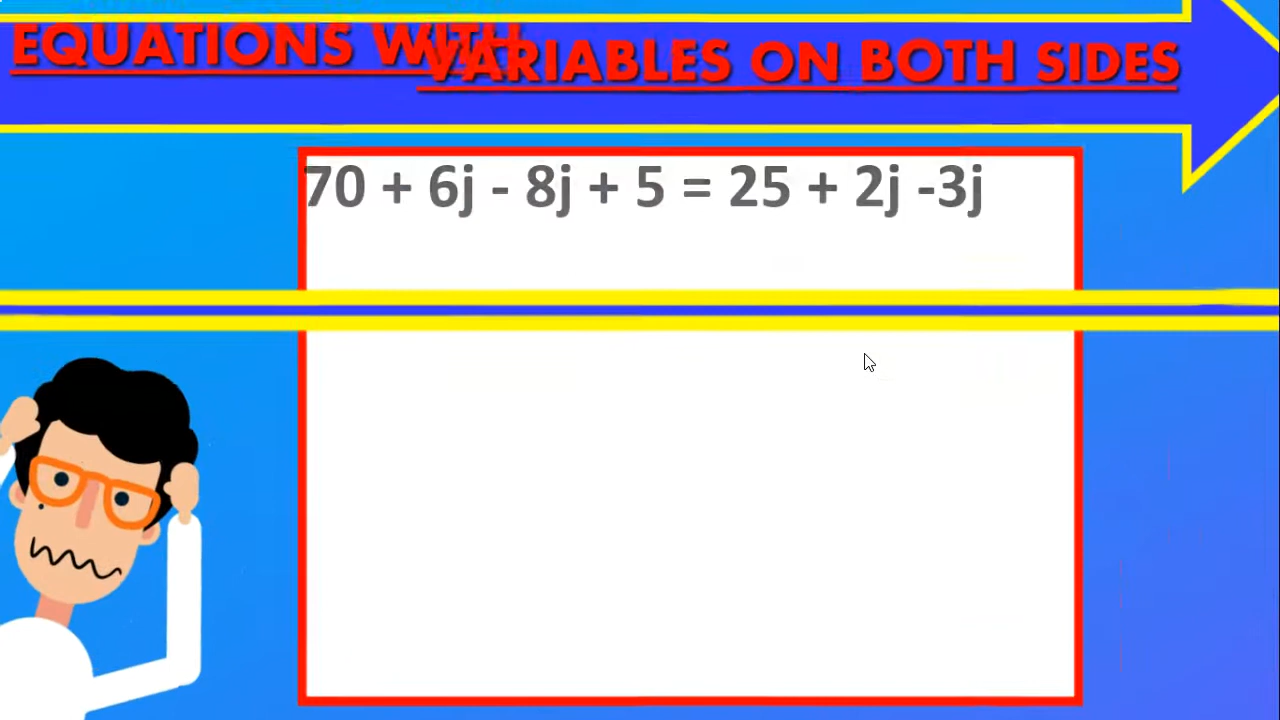 EQUATIONS WITH
VARIABLES ON BOTH SIDES
70 + 6j - 8j + 5 = 25 + 2j -3j